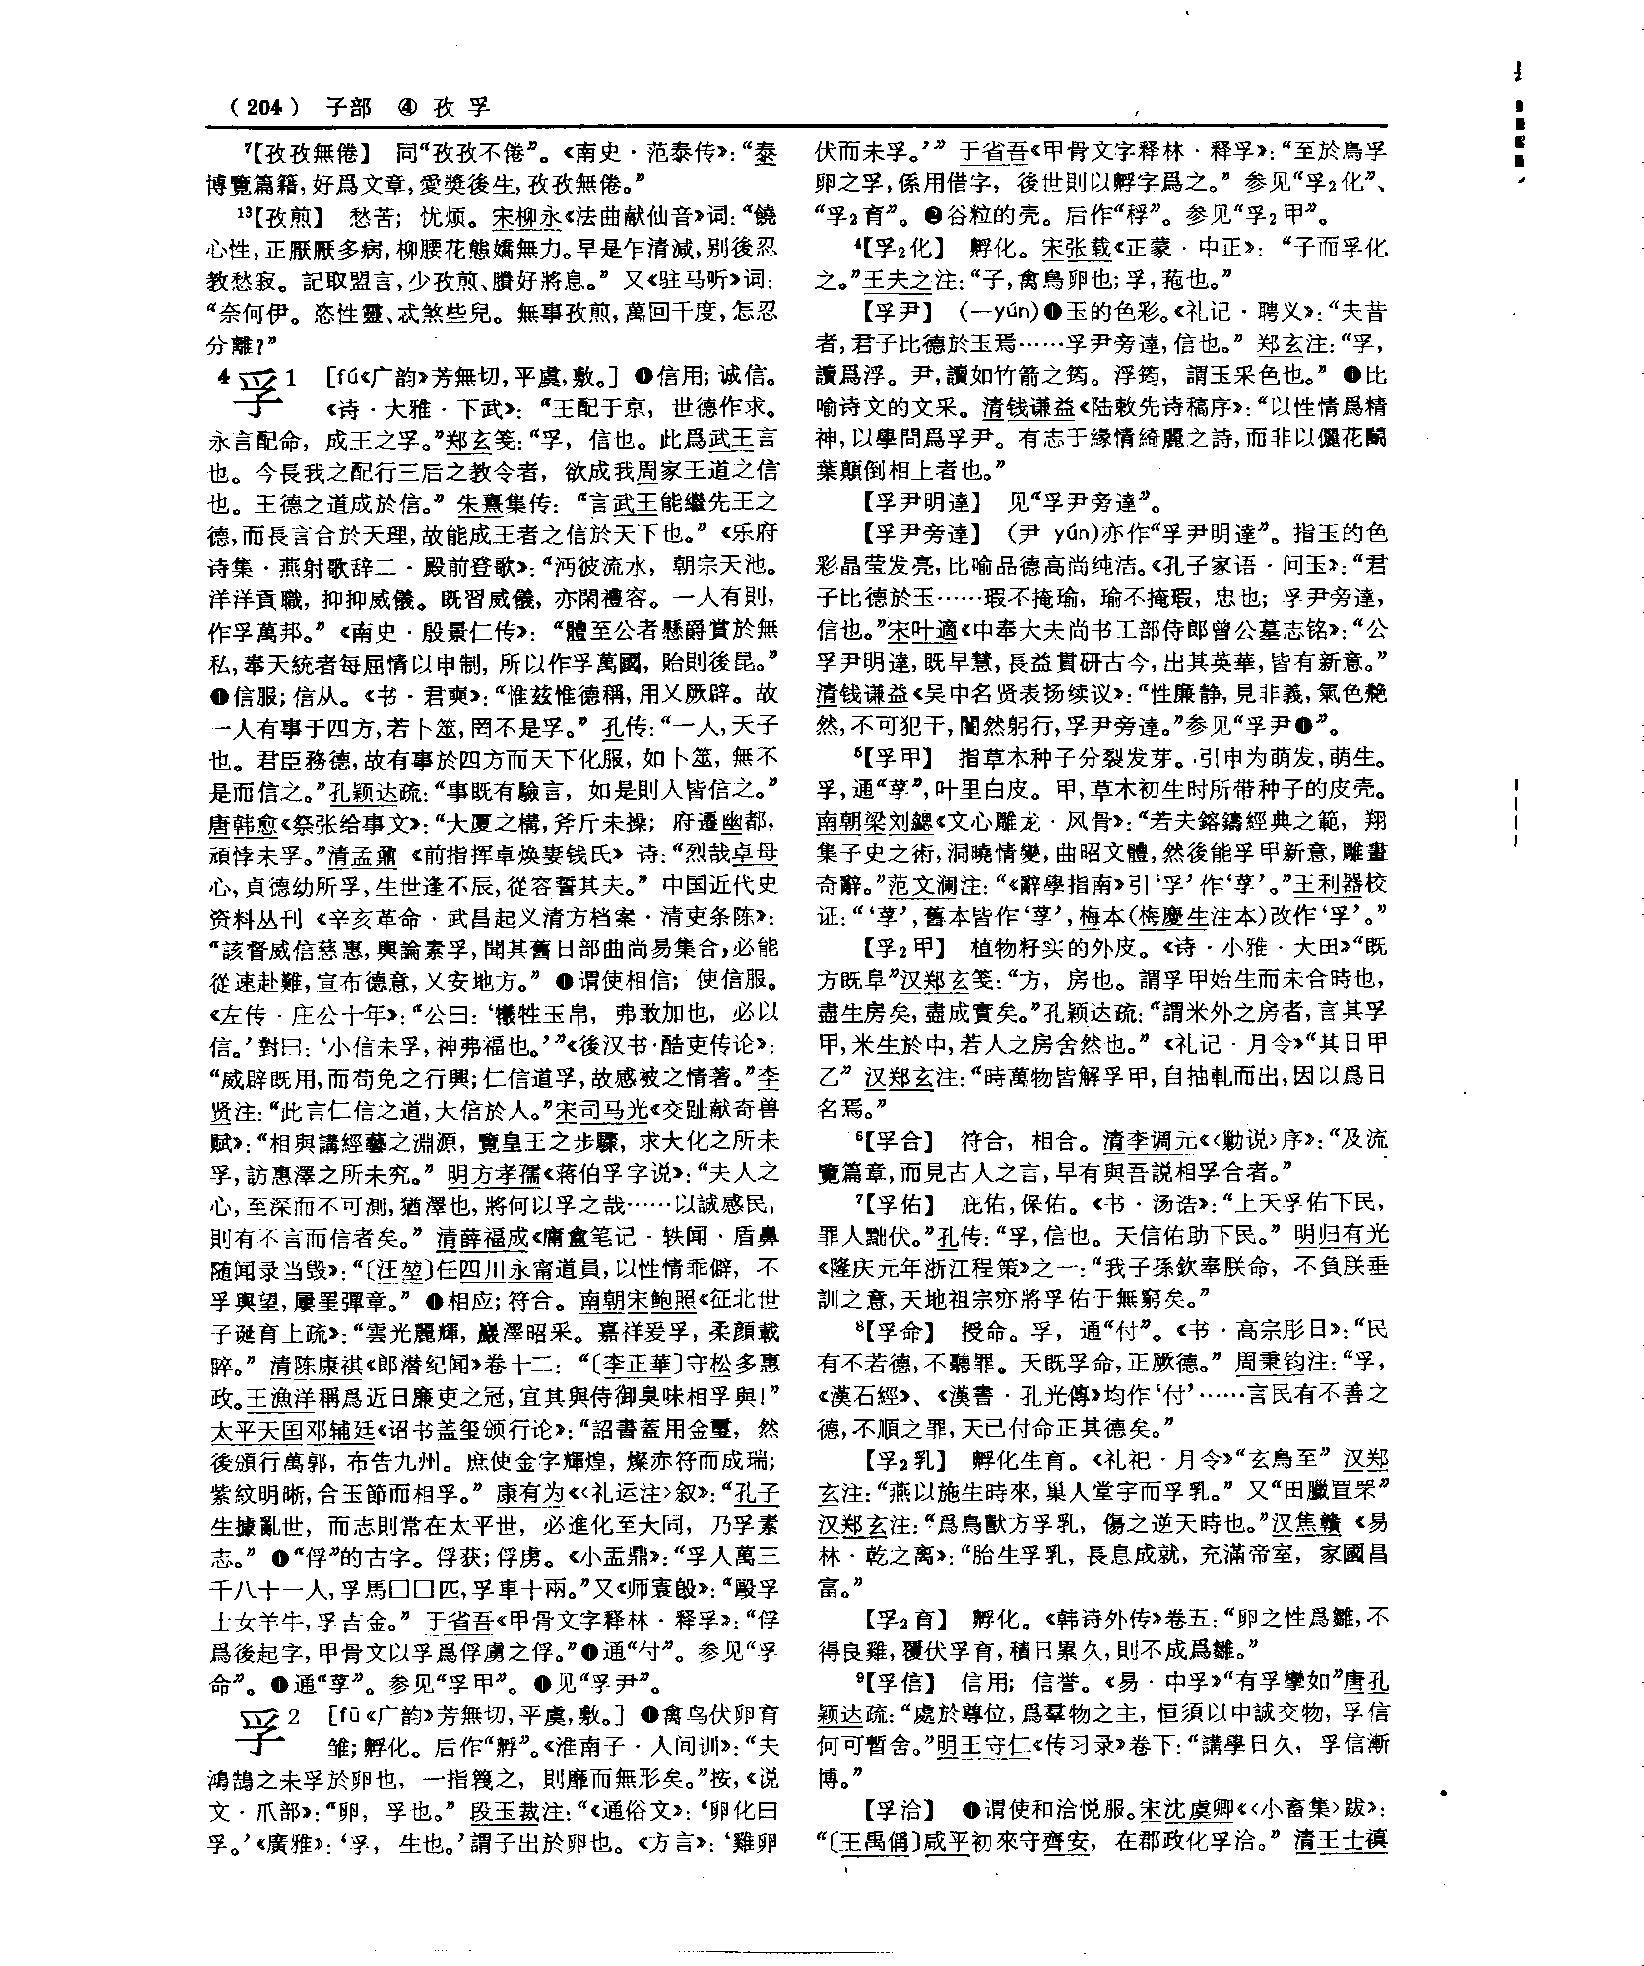 （204） 子部 ④ 孜 孚
⁷【孜孜無倦】 同“孜孜不倦”。《南史·范泰传》：“泰
博覽篇籍，好爲文章，愛奬後生，孜孜無倦。”
¹³【孜煎】 愁苦；忧烦。宋柳永《法曲献仙音》词：“饒
心性，正厭厭多病，柳腰花態嬌無力。早是乍清減，别後忍
教愁寂。記取盟言，少孜煎、賸好將息。” 又《驻马听》词：
“奈何伊。恣性靈、忒煞些兒。無事孜煎，萬回千度，怎忍
分離？”
4 孚1 ［fú《广韵》芳無切，平虞，敷。］ ❶信用；诚信。
《诗·大雅·下武》：“王配于京，世德作求。
永言配命，成王之孚。”郑玄笺：“孚，信也。此爲武王言
也。今長我之配行三后之教令者，欲成我周家王道之信
也。王德之道成於信。” 朱熹集传：“言武王能繼先王之
德，而長言合於天理，故能成王者之信於天下也。”《乐府
诗集·燕射歌辞二·殿前登歌》：“沔彼流水，朝宗天池。
洋洋貢職，抑抑威儀。既習威儀，亦閑禮容。一人有則，
作孚萬邦。”《南史·殷景仁传》：“體至公者懸爵賞於無
私，奉天統者每屈情以申制，所以作孚萬國，貽則後昆。”
信服；信从。《书·君奭》：“惟兹惟德稱，用乂厥辟。故
一人有事于四方，若卜筮，罔不是孚。” 孔传：“一人，天子
也。君臣務德，故有事於四方而天下化服，如卜筮，無不
是而信之。”孔颖达疏：“事既有驗言，如是則人皆信之。”
唐韩愈《祭张给事文》：“大厦之構，斧斤未操；府遷幽都，
頑悖未孚。”清孟鼐《前指挥卓焕妻钱氏》诗：“烈哉卓母
心，貞德幼所孚，生世逢不辰，從容誓其夫。” 中国近代史
资料丛刊《辛亥革命·武昌起义清方档案·清吏条陈》：
“該督威信慈惠，輿論素孚，聞其舊日部曲尚易集合，必能
從速赴難，宣布德意，乂安地方。” 谓使相信；使信服。
《左传·庄公十年》：“公曰：‘犧牲玉帛，弗敢加也，必以
信。’對曰：‘小信未孚，神弗福也。’”《後汉书·酷吏传论》：
“威辟既用，而苟免之行興；仁信道孚，故感被之情著。”李
贤注：“此言仁信之道，大信於人。”宋司马光《交趾献奇兽
赋》：“相與講經藝之淵源，覽皇王之步驟，求大化之所未
孚，訪惠澤之所未究。” 明方孝孺《蒋伯孚字说》：“夫人之
心，至深而不可測，猶澤也，將何以孚之哉……以誠感民，
則有不言而信者矣。” 清薛福成《庸盦笔记·轶闻·盾鼻
随闻录当毁》：“〔汪堃〕任四川永甯道員，以性情乖僻，不
孚輿望，屢罣彈章。” 相应；符合。南朝宋鲍照《征北世
子诞育上疏》：“雲光麗輝，巖澤昭采。嘉祥爰孚，柔顔載
睟。” 清陈康祺《郎潜纪闻》卷十二：“〔李正華〕守松多惠
政。王漁洋稱爲近日廉吏之冠，宜其與侍御臭味相孚與！”
太平天国邓辅廷《诏书盖玺颁行论》：“詔書蓋用金璽，然
後頒行萬郭，布告九州。庶使金字輝煌，燦赤符而成瑞；
紫紋明晰，合玉節而相孚。” 康有为《〈礼运注〉叙》：“孔子
生據亂世，而志則常在太平世，必進化至大同，乃孚素
志。” “俘”的古字。俘获；俘虏。《小盂鼎》：“孚人萬三
千八十一人，孚馬□□匹，孚車十兩。”又《师寰𣪘》：“毆孚
士女羊牛，孚吉金。” 于省吾《甲骨文字释林·释孚》：“俘
爲後起字，甲骨文以孚爲俘虜之俘。”通“付”。参见“孚
命”。通“莩”。参见“孚甲”。见“孚尹”。
孚2 ［fū《广韵》芳無切，平虞，敷。］ ❶禽鸟伏卵育
雏；孵化。后作“孵”。《淮南子·人间训》：“夫
鴻鵠之未孚於卵也，一指篾之，則靡而無形矣。”按，《说
文·爪部》：“卵，孚也。” 段玉裁注：“《通俗文》：‘卵化曰
孚。’《廣雅》：‘孚，生也。’謂子出於卵也。《方言》：‘雞卵
伏而未孚。’” 于省吾《甲骨文字释林·释孚》：“至於鳥孚
卵之孚，係用借字，後世則以孵字爲之。” 参见“孚2化”、
“孚2育”。❷谷粒的壳。后作“稃”。参见“孚2甲”。
⁴【孚2化】 孵化。宋张载《正蒙·中正》：“子而孚化
之。”王夫之注：“子，禽鳥卵也；孚，菢也。”
【孚尹】 （—yún）❶玉的色彩。《礼记·聘义》：“夫昔
者，君子比德於玉焉……孚尹旁達，信也。” 郑玄注：“孚，
讀爲浮。尹，讀如竹箭之筠。浮筠，謂玉采色也。” 比
喻诗文的文采。清钱谦益《陆敕先诗稿序》：“以性情爲精
神，以學問爲孚尹。有志于緣情綺麗之詩，而非以儷花鬭
葉顛倒相上者也。”
【孚尹明達】 见“孚尹旁達”。
【孚尹旁達】 （尹 yún）亦作“孚尹明達”。指玉的色
彩晶莹发亮，比喻品德高尚纯洁。《孔子家语·问玉》：“君
子比德於玉……瑕不掩瑜，瑜不掩瑕，忠也；孚尹旁達，
信也。”宋叶適《中奉大夫尚书工部侍郎曾公墓志铭》：“公
孚尹明達，既早慧，長益貫研古今，出其英華，皆有新意。”
清钱谦益《吴中名贤表扬续议》：“性廉静，見非義，氣色艴
然，不可犯干，闇然躬行，孚尹旁達。”参见“孚尹❶”。
⁵【孚甲】 指草木种子分裂发芽。引申为萌发，萌生。
孚，通“莩”，叶里白皮。甲，草木初生时所带种子的皮壳。
南朝梁刘勰《文心雕龙·风骨》：“若夫鎔鑄經典之範，翔
集子史之術，洞曉情變，曲昭文體，然後能孚甲新意，雕畫
奇辭。”范文澜注：“《辭學指南》引‘孚’作‘莩’。”王利器校
证：“‘莩’，舊本皆作‘莩’，梅本（梅慶生注本）改作‘孚’。”
【孚2甲】 植物籽实的外皮。《诗·小雅·大田》“既
方既阜”汉郑玄笺：“方，房也。謂孚甲始生而未合時也，
盡生房矣，盡成實矣。”孔颖达疏：“謂米外之房者，言其孚
甲，米生於中，若人之房舍然也。”《礼记·月令》“其日甲
乙” 汉郑玄注：“時萬物皆解孚甲，自抽軋而出，因以爲日
名焉。”
⁶【孚合】 符合，相合。清李调元《〈勦说〉序》：“及流
覽篇章，而見古人之言，早有與吾説相孚合者。”
⁷【孚佑】 庇佑，保佑。《书·汤诰》：“上天孚佑下民，
罪人黜伏。”孔传：“孚，信也。天信佑助下民。” 明归有光
《隆庆元年浙江程策》之一：“我子孫欽奉朕命，不負朕垂
訓之意，天地祖宗亦將孚佑于無窮矣。”
⁸【孚命】 授命。孚，通“付”。《书·高宗肜日》：“民
有不若德，不聽罪。天既孚命，正厥德。” 周秉钧注：“孚，
《漢石經》、《漢書·孔光傳》均作‘付’……言民有不善之
德，不順之罪，天已付命正其德矣。”
【孚2乳】 孵化生育。《礼祀·月令》“玄鳥至” 汉郑
玄注：“燕以施生時來，巢人堂宇而孚乳。” 又“田獵罝罘”
汉郑玄注：“爲鳥獸方孚乳，傷之逆天時也。”汉焦赣《易
林·乾之离》：“胎生孚乳，長息成就，充滿帝室，家國昌
富。”
【孚2育】 孵化。《韩诗外传》卷五：“卵之性爲雛，不
得良雞，覆伏孚育，積日累久，則不成爲雛。”
⁹【孚信】 信用；信誉。《易·中孚》“有孚攣如”唐孔
颖达疏：“處於尊位，爲羣物之主，恒須以中誠交物，孚信
何可暫舍。”明王守仁《传习录》卷下：“講學日久，孚信漸
博。”
【孚洽】 ❶谓使和洽悦服。宋沈虞卿《〈小畜集〉跋》：
“〔王禹偁〕咸平初來守齊安，在郡政化孚洽。” 清王士禛